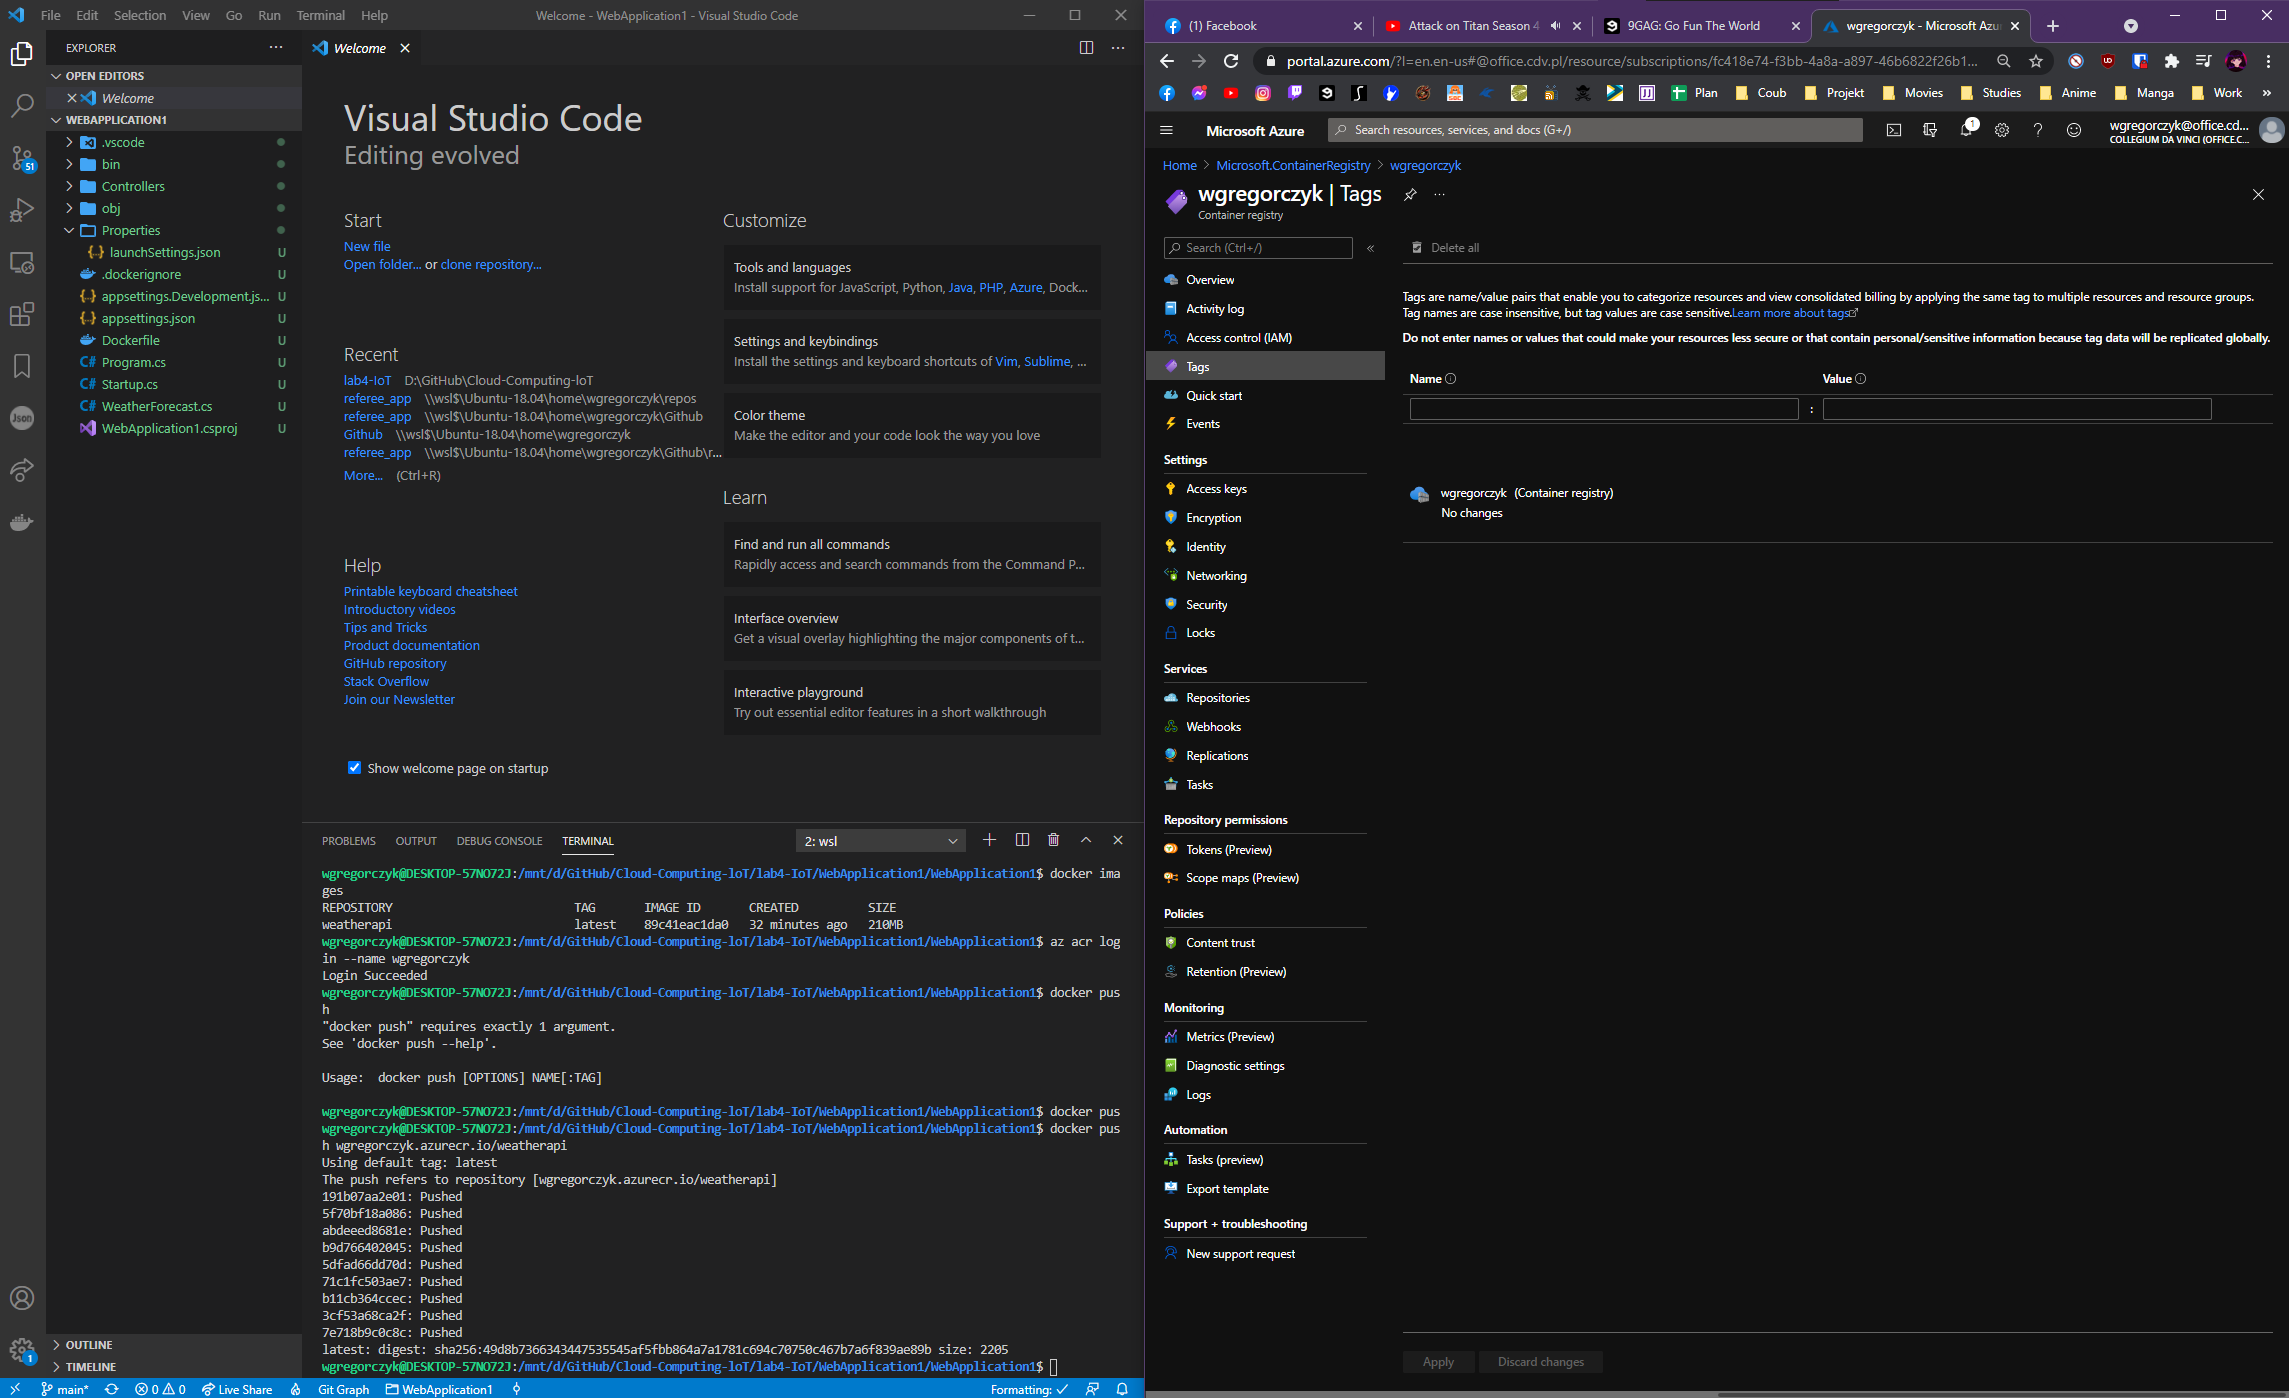 File Edit Selection View Go Run Terminal Help
Welcome - WebApplication1 - Visual Studio Code
EXPLORER
OPEN EDITORS
Welcome
WEBAPPLICATION1
.vscode
bin
Controllers
obj
Properties
launchSettings.json U
.dockerignore U
appsettings.Development.js... U
appsettings.json U
Dockerfile U
Program.cs U
Startup.cs U
WeatherForecast.cs U
WebApplication1.csproj U
OUTLINE
TIMELINE
51
Json
1
Welcome
Visual Studio Code
Editing evolved
Start
New file
Open folder... or clone repository...
Recent
lab4-IoT D:\GitHub\Cloud-Computing-IoT
referee_app \\wsl$\Ubuntu-18.04\home\wgregorczyk\repos
referee_app \\wsl$\Ubuntu-18.04\home\wgregorczyk\Github
Github \\wsl$\Ubuntu-18.04\home\wgregorczyk
referee_app \\wsl$\Ubuntu-18.04\home\wgregorczyk\Github\r...
More... (Ctrl+R)
Help
Printable keyboard cheatsheet
Introductory videos
Tips and Tricks
Product documentation
GitHub repository
Stack Overflow
Join our Newsletter
Show welcome page on startup
Customize
Tools and languages
Install support for JavaScript, Python, Java, PHP, Azure, Dock...
Settings and keybindings
Install the settings and keyboard shortcuts of Vim, Sublime, ...
Color theme
Make the editor and your code look the way you love
Learn
Find and run all commands
Rapidly access and search commands from the Command P...
Interface overview
Get a visual overlay highlighting the major components of t...
Interactive playground
Try out essential editor features in a short walkthrough
PROBLEMS OUTPUT DEBUG CONSOLE TERMINAL
2: wsl
wgregorczyk@DESKTOP-57NO72J:/mnt/d/GitHub/Cloud-Computing-IoT/lab4-IoT/WebApplication1/WebApplication1$ docker ima
ges
REPOSITORY TAG IMAGE ID CREATED SIZE
weatherapi latest 89c41eac1da0 32 minutes ago 210MB
wgregorczyk@DESKTOP-57NO72J:/mnt/d/GitHub/Cloud-Computing-IoT/lab4-IoT/WebApplication1/WebApplication1$ az acr log
in --name wgregorczyk
Login Succeeded
wgregorczyk@DESKTOP-57NO72J:/mnt/d/GitHub/Cloud-Computing-IoT/lab4-IoT/WebApplication1/WebApplication1$ docker pus
h
"docker push" requires exactly 1 argument.
See 'docker push --help'.
Usage: docker push [OPTIONS] NAME[:TAG]
wgregorczyk@DESKTOP-57NO72J:/mnt/d/GitHub/Cloud-Computing-IoT/lab4-IoT/WebApplication1/WebApplication1$ docker pus
wgregorczyk@DESKTOP-57NO72J:/mnt/d/GitHub/Cloud-Computing-IoT/lab4-IoT/WebApplication1/WebApplication1$ docker pus
h wgregorczyk.azurecr.io/weatherapi
Using default tag: latest
The push refers to repository [wgregorczyk.azurecr.io/weatherapi]
191b07aa2e01: Pushed
5f70bf18a086: Pushed
abdeeed8681e: Pushed
b9d766402045: Pushed
5dfad66dd70d: Pushed
71c1fc503ae7: Pushed
b11cb364ccec: Pushed
3cf53a68ca2f: Pushed
7e718b9c0c8c: Pushed
latest: digest: sha256:49d8b7366343447535545af5fbb864a7a1781c694c70750c467b7a6f839ae89b size: 2205
wgregorczyk@DESKTOP-57NO72J:/mnt/d/GitHub/Cloud-Computing-IoT/lab4-IoT/WebApplication1/WebApplication1$
main* 0 0 Live Share Git Graph WebApplication1 Formatting:
(1) Facebook
Attack on Titan Season 4
9GAG: Go Fun The World
wgregorczyk - Microsoft Azu
portal.azure.com/?l=en.en-us#@office.cdv.pl/resource/subscriptions/fc418e74-f3bb-4a8a-a897-46b6822f26b1...
Plan Coub Projekt Movies Studies Anime Manga Work »
Microsoft Azure
Search resources, services, and docs (G+/)
1
wgregorczyk@office.cd...
COLLEGIUM DA VINCI (OFFICE.C...
Home > Microsoft.ContainerRegistry > wgregorczyk
wgregorczyk | Tags
Container registry
Search (Ctrl+/)
Overview
Activity log
Access control (IAM)
Tags
Quick start
Events
Settings
Access keys
Encryption
Identity
Networking
Security
Locks
Services
Repositories
Webhooks
Replications
Tasks
Repository permissions
Tokens (Preview)
Scope maps (Preview)
Policies
Content trust
Retention (Preview)
Monitoring
Metrics (Preview)
Diagnostic settings
Logs
Automation
Tasks (preview)
Export template
Support + troubleshooting
New support request
Delete all
Tags are name/value pairs that enable you to categorize resources and view consolidated billing by applying the same tag to multiple resources and resource groups.
Tag names are case insensitive, but tag values are case sensitive.Learn more about tags
Do not enter names or values that could make your resources less secure or that contain personal/sensitive information because tag data will be replicated globally.
Name Value
:
wgregorczyk (Container registry)
No changes
Apply Discard changes